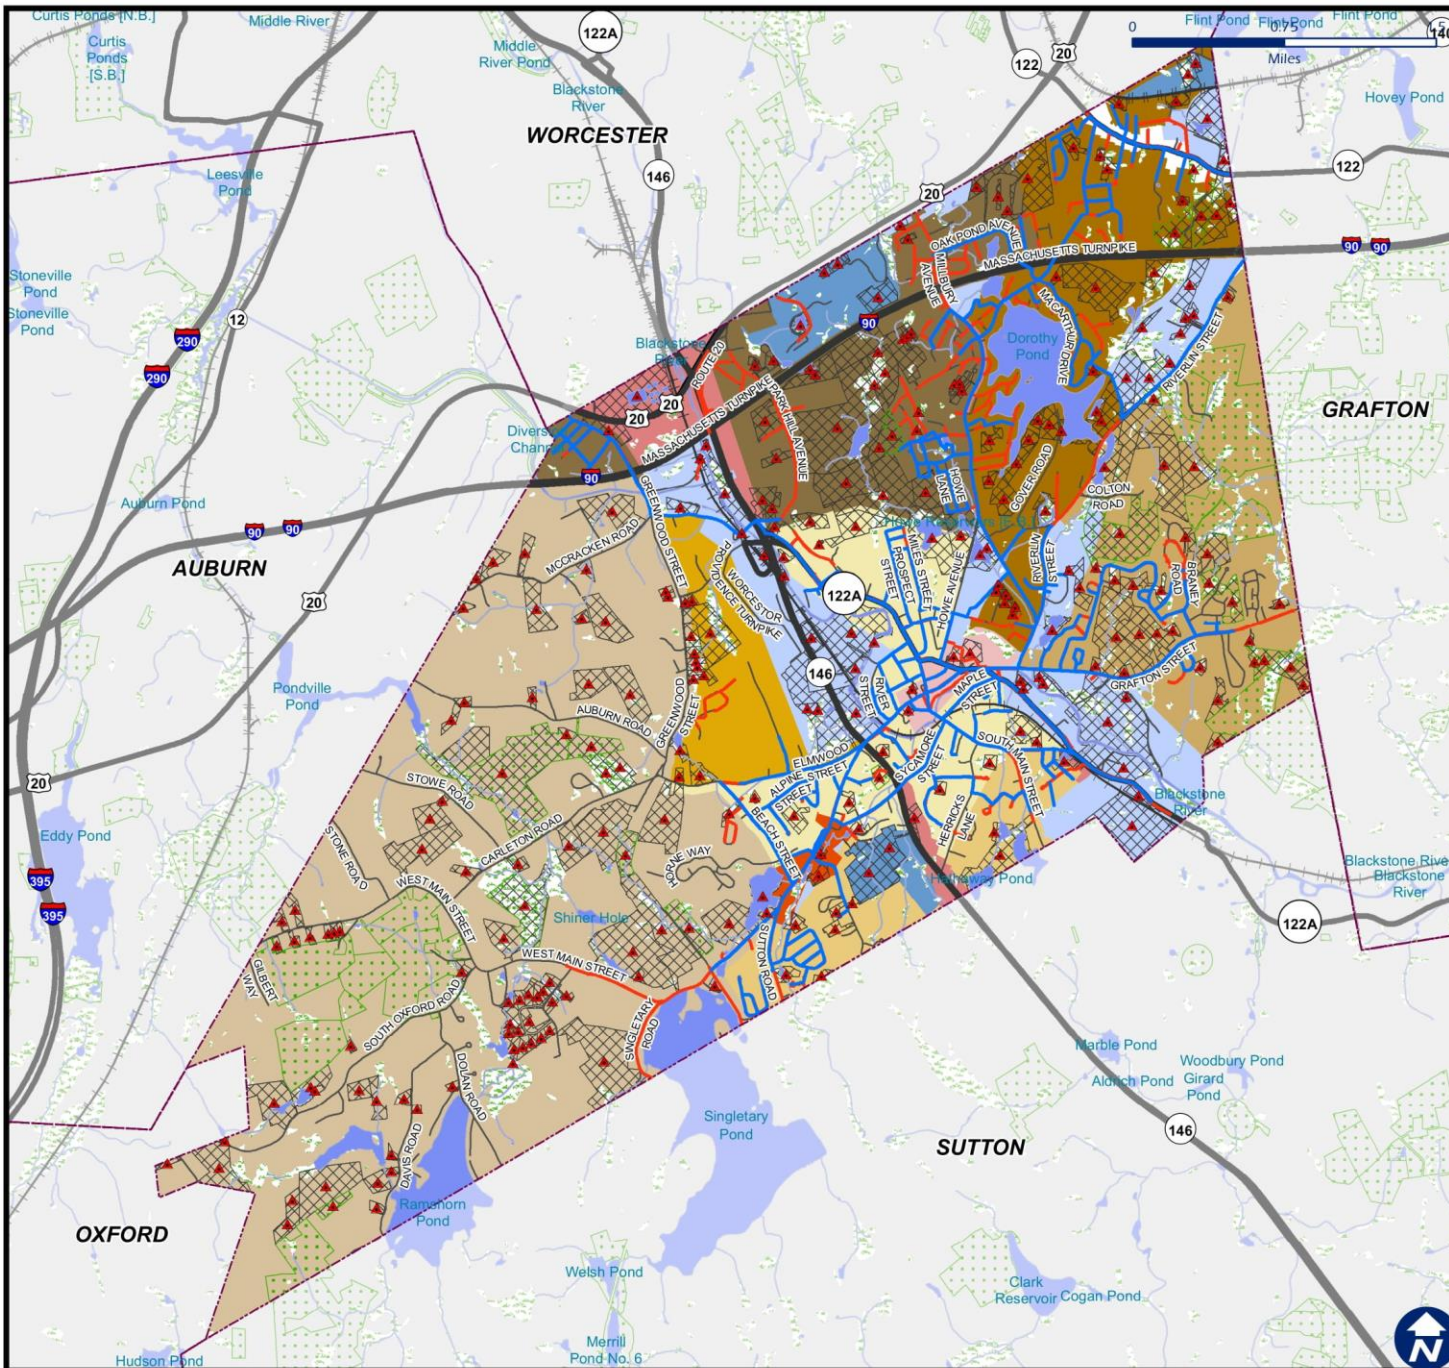 Curtis Ponds [N.B.]
Middle River
Curtis
Ponds
[S.B.]
Middle
River Pond
122A
Blackstone
River
0
0.75
1.5
Miles
Flint Pond
Flint Pond
Flint Pond
140
20
122
Hovey Pond
WORCESTER
146
Leesville
Pond
122
20
OAK POND AVENUE
MASSACHUSETTS TURNPIKE
90
90
MILLBURY
AVENUE
Stoneville
Pond
Stoneville
Pond
12
290
290
90
MACARTHUR DRIVE
Dorothy
Pond
RIVERLIN STREET
Blackstone
River
ROUTE 20
20
20
MASSACHUSETTS TURNPIKE
PARK HILL AVENUE
GRAFTON
90
GREENWOOD STREET
HOWE
LANE
GOVER ROAD
COLTON
ROAD
Auburn Pond
90
90
MCCRACKEN ROAD
AUBURN
20
PROVIDENCE TURNPIKE
WORCESTOR
122A
PROSPECT
STREET
MILES STREET
HOWE AVENUE
RIVERLIN
STREET
BRANEY
ROAD
146
GRAFTON STREET
Pondville
Pond
AUBURN ROAD
GREENWOOD
STREET
RIVER
STREET
MAPLE
STREET
ELMWOOD
STREET
ALPINE
STREET
SYCAMORE
STREET
SOUTH MAIN STREET
STOWE ROAD
20
Blackstone
River
Eddy Pond
STONE ROAD
CARLETON ROAD
BEACH STREET
HERRICKS
LANE
HORNE WAY
Hathaway Pond
Blackstone River
Blackstone
River
395
395
WEST MAIN STREET
Shiner Hole
122A
WEST MAIN STREET
SUTTON ROAD
GILBERT
WAY
SOUTH OXFORD ROAD
SINGLETARY
ROAD
DOLAN ROAD
Marble Pond
Woodbury Pond
Girard
Pond
Aldrich Pond
Singletary
Pond
146
SUTTON
DAVIS ROAD
Ramshorn
Pond
OXFORD
Welsh Pond
Clark
Reservoir
Cogan Pond
Merrill
Pond No. 6
Hudson Pond
N